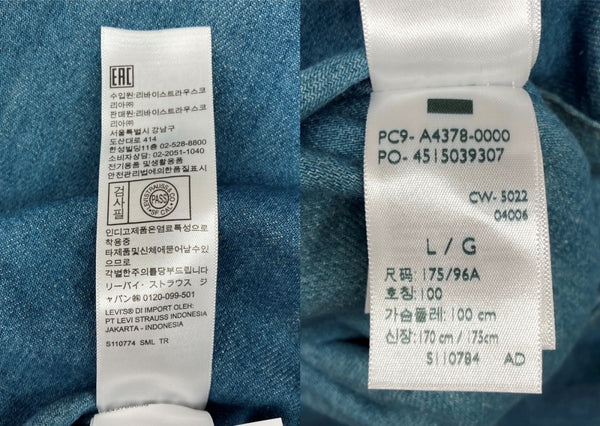 EAC
수입원:리바이스트라우스코
리아㈜
판매원:리바이스트라우스코
리아㈜
서울특별시 강남구
도산대로 414
한성빌딩11층 02-528-8800
소비자상담: 02-2051-1040
전기용품 및생활용품
안전관리법에의한 표시
검사필
LEVI STRAUSS & CO.
PASS
SF CAL
인디고제품은염료특성으로
착용중
타제품및신체에묻어날수있
으므로
각별한주의를당부드립니다
リーバイ・ストラウス ジ
ャパン㈱ 0120-099-501
LEVI'S DI IMPOR OLEH:
PT LEVI STRAUSS INDONESIA
JAKARTA - INDONESIA
S110774 SML TR
PC9- A4378-0000
PO- 4515039307
CW- 5022
04006
L / G
尺码: 175/96A
호칭: 100
가슴둘레: 100 cm
신장: 170 cm / 175cm
S110784 AD